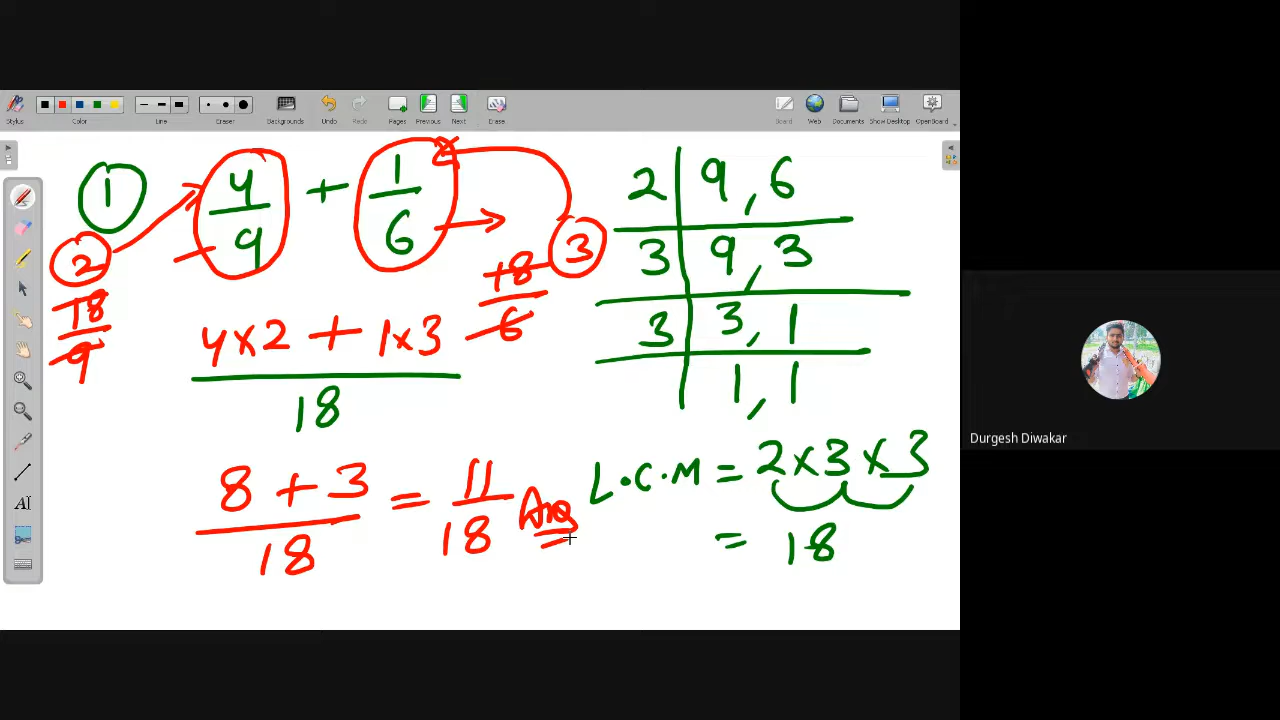 Stylus
Color
Line
Eraser
Backgrounds
Undo
Redo
Pages
Previous
Next
Erase
Board
Web
Documents
Show Desktop
OpenBoard
① 4/9 + 1/6
② 18/9
18/6 ③
4×2 + 1×3
18
8 + 3 = 11
18 18 Ans
2 | 9, 6
3 | 9, 3
3 | 3, 1
| 1, 1
L.C.M = 2×3×3
= 18
AI
Durgesh Diwakar